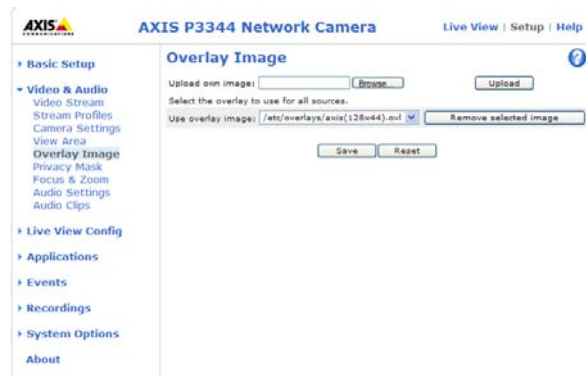 AXIS
COMMUNICATIONS
AXIS P3344 Network Camera
Live View | Setup | Help
Basic Setup
Video & Audio
Video Stream
Stream Profiles
Camera Settings
View Area
Overlay Image
Privacy Mask
Focus & Zoom
Audio Settings
Audio Clips
Live View Config
Applications
Events
Recordings
System Options
About
Overlay Image
?
Upload own image: Browse... Upload
Select the overlay to use for all sources.
Use overlay image: /etc/overlays/axis(128x44).ovl Remove selected image
Save Reset